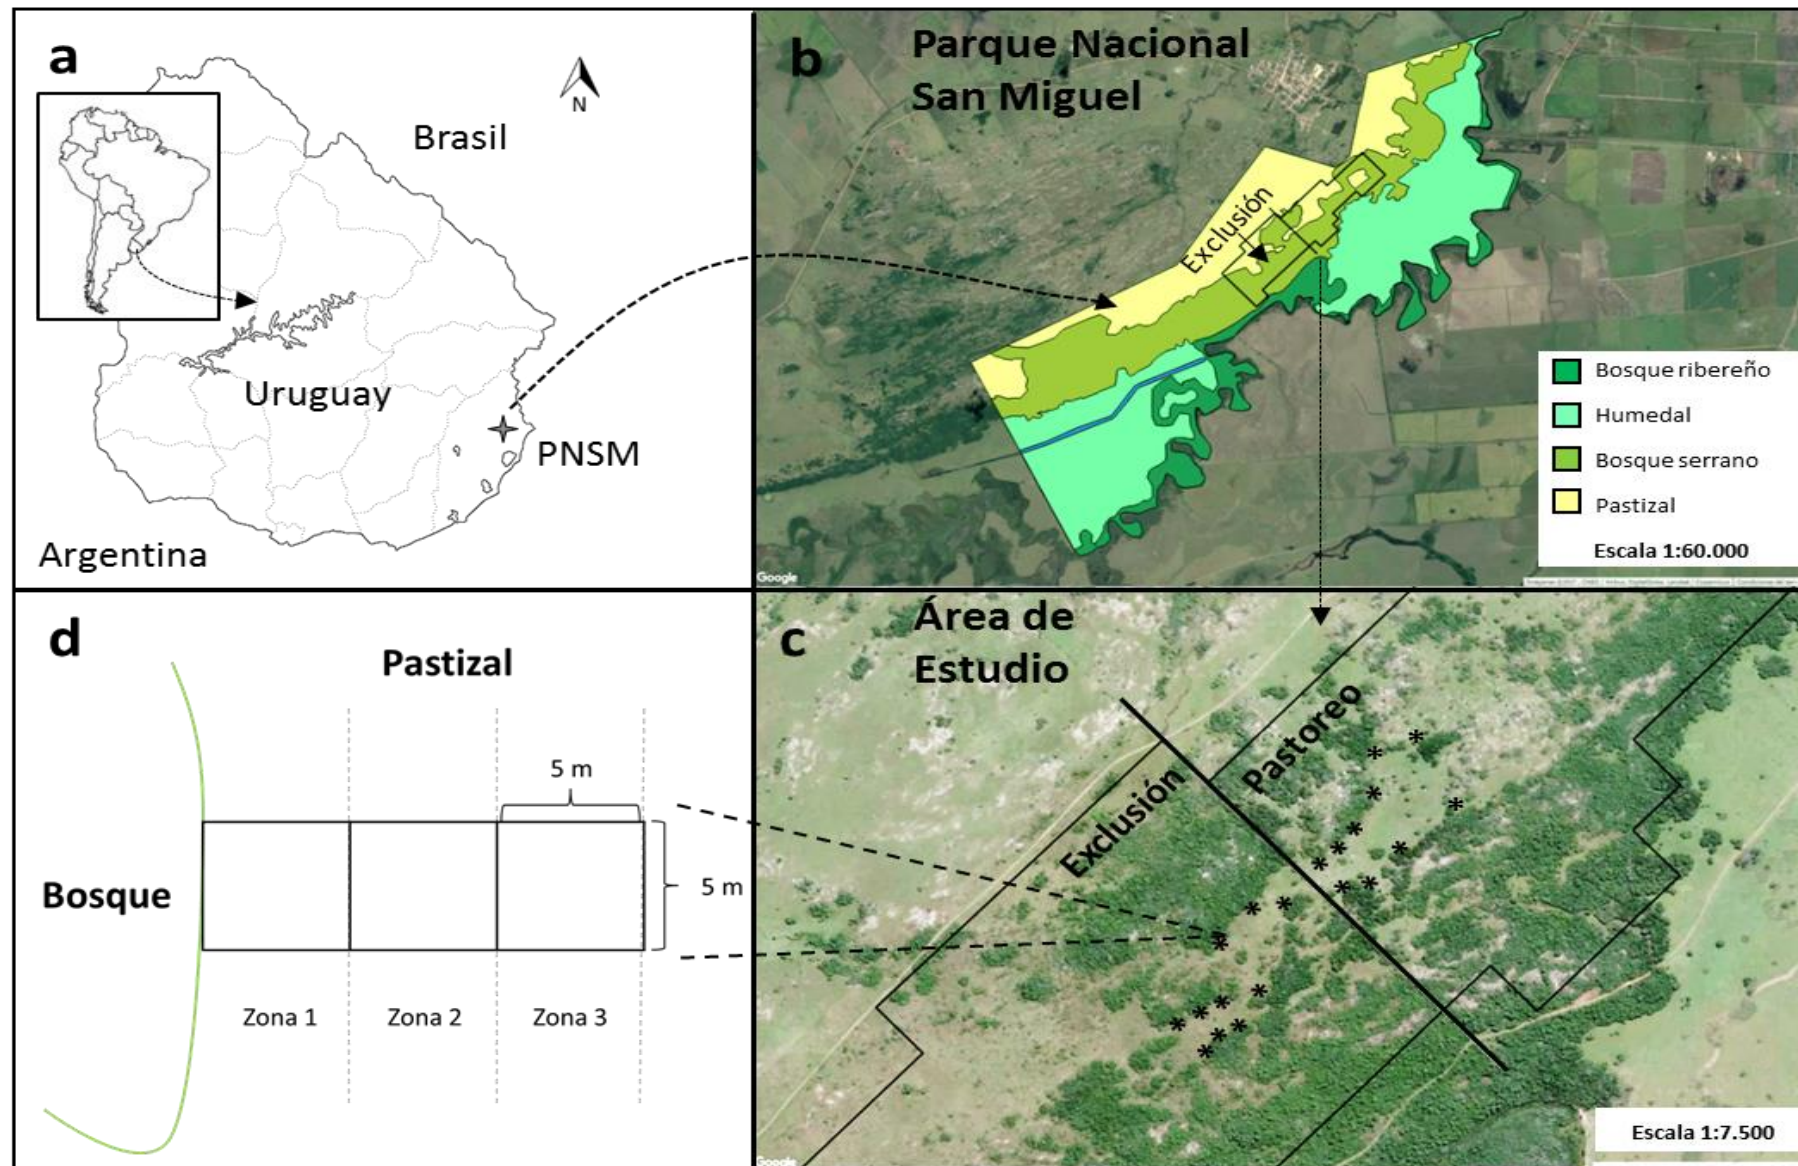 a
N
Brasil
Uruguay
PNSM
Argentina
b
Parque Nacional
San Miguel
Exclusión
Bosque ribereño
Humedal
Bosque serrano
Pastizal
Escala 1:60.000
Google
d
Pastizal
5 m
5 m
Bosque
Zona 1
Zona 2
Zona 3
c
Área de
Estudio
Pastoreo
Exclusión
Escala 1:7.500
Google